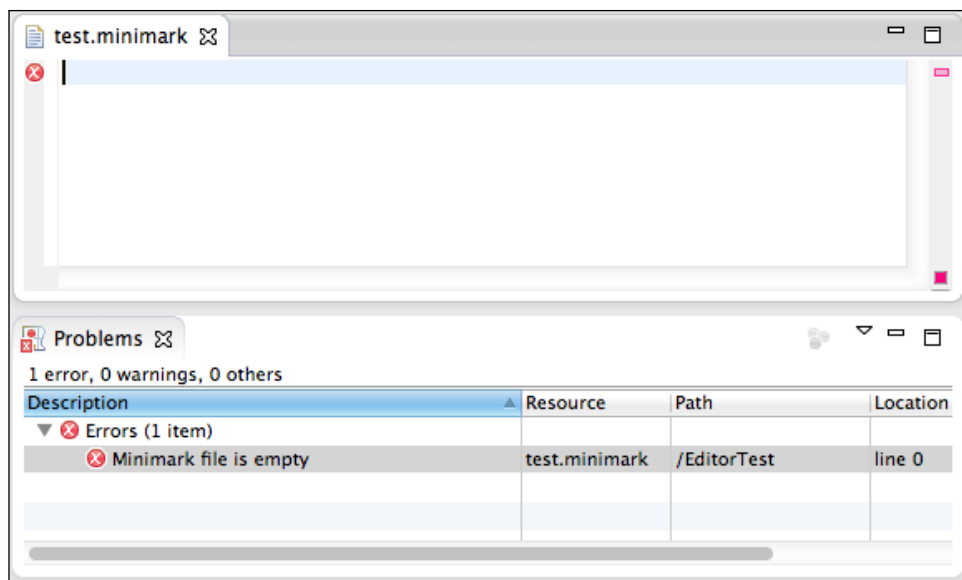 test.minimark
Problems
1 error, 0 warnings, 0 others
Description Resource Path Location
Errors (1 item)
Minimark file is empty test.minimark /EditorTest line 0